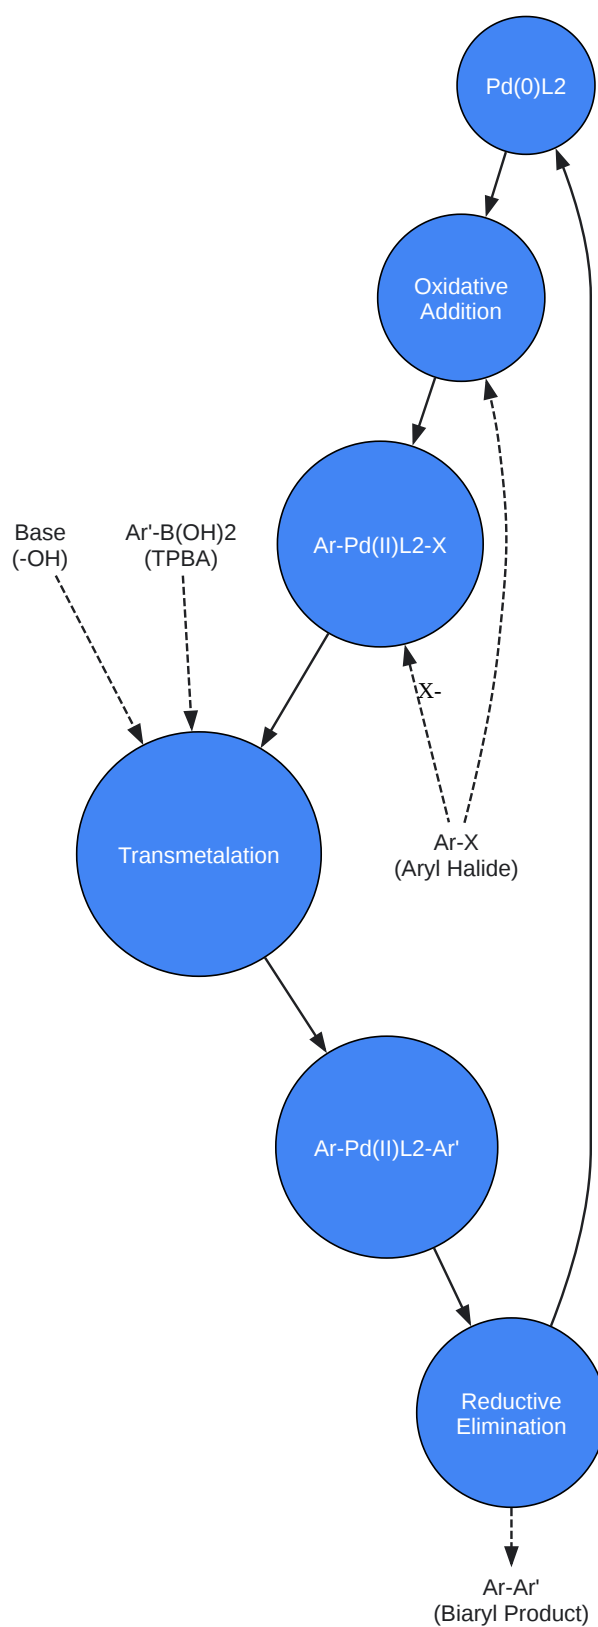 Pd(0)L2
Oxidative
Addition
Ar-Pd(II)L2-X
Base
(-OH)
Ar'-B(OH)2
(TPBA)
X-
Transmetalation
Ar-X
(Aryl Halide)
Ar-Pd(II)L2-Ar'
Reductive
Elimination
Ar-Ar'
(Biaryl Product)